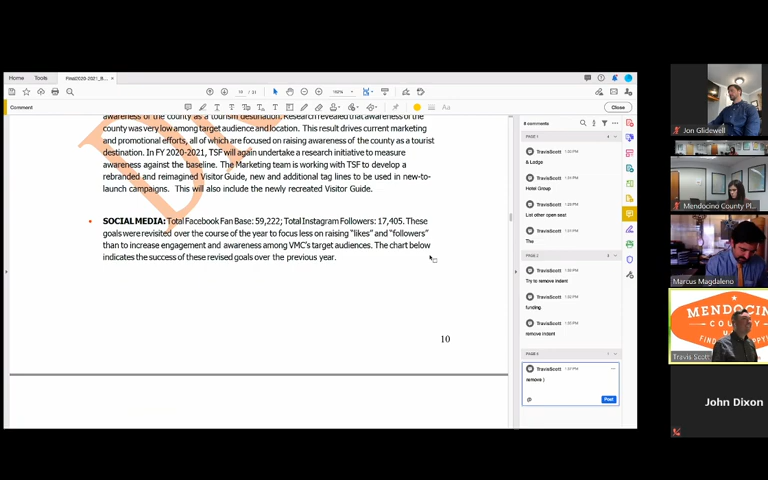 Home Tools Final2020-2021_B... ×
10 / 31
Comment
Close
awareness of the county as a tourism destination. Research revealed that awareness of the
county was very low among target audience and location. This result drives current marketing
and promotional efforts, all of which are focused on raising awareness of the county as a tourist
destination. In FY 2020-2021, TSF will again undertake a research initiative to measure
awareness against the baseline. The Marketing team is working with TSF to develop a
rebranded and reimagined Visitor Guide, new and additional tag lines to be used in new-to-
launch campaigns. This will also include the newly recreated Visitor Guide.
• SOCIAL MEDIA: Total Facebook Fan Base: 59,222; Total Instagram Followers: 17,405. These
goals were revisited over the course of the year to focus less on raising “likes” and “followers”
than to increase engagement and awareness among VMC's target audiences. The chart below
indicates the success of these revised goals over the previous year.
10
8 comments
PAGE 1
TravisScott
& Lodge
TravisScott
Hotel Group
TravisScott
List other open seat
TravisScott
The
PAGE 2
TravisScott
Try to remove indent
TravisScott
funding.
TravisScott
remove indent
TravisScott
remove )
Post
Jon Glidewell
Mendocino County Pl...
Marcus Magdaleno
MENDOCINO
COUNTY
Travis Scott
John Dixon